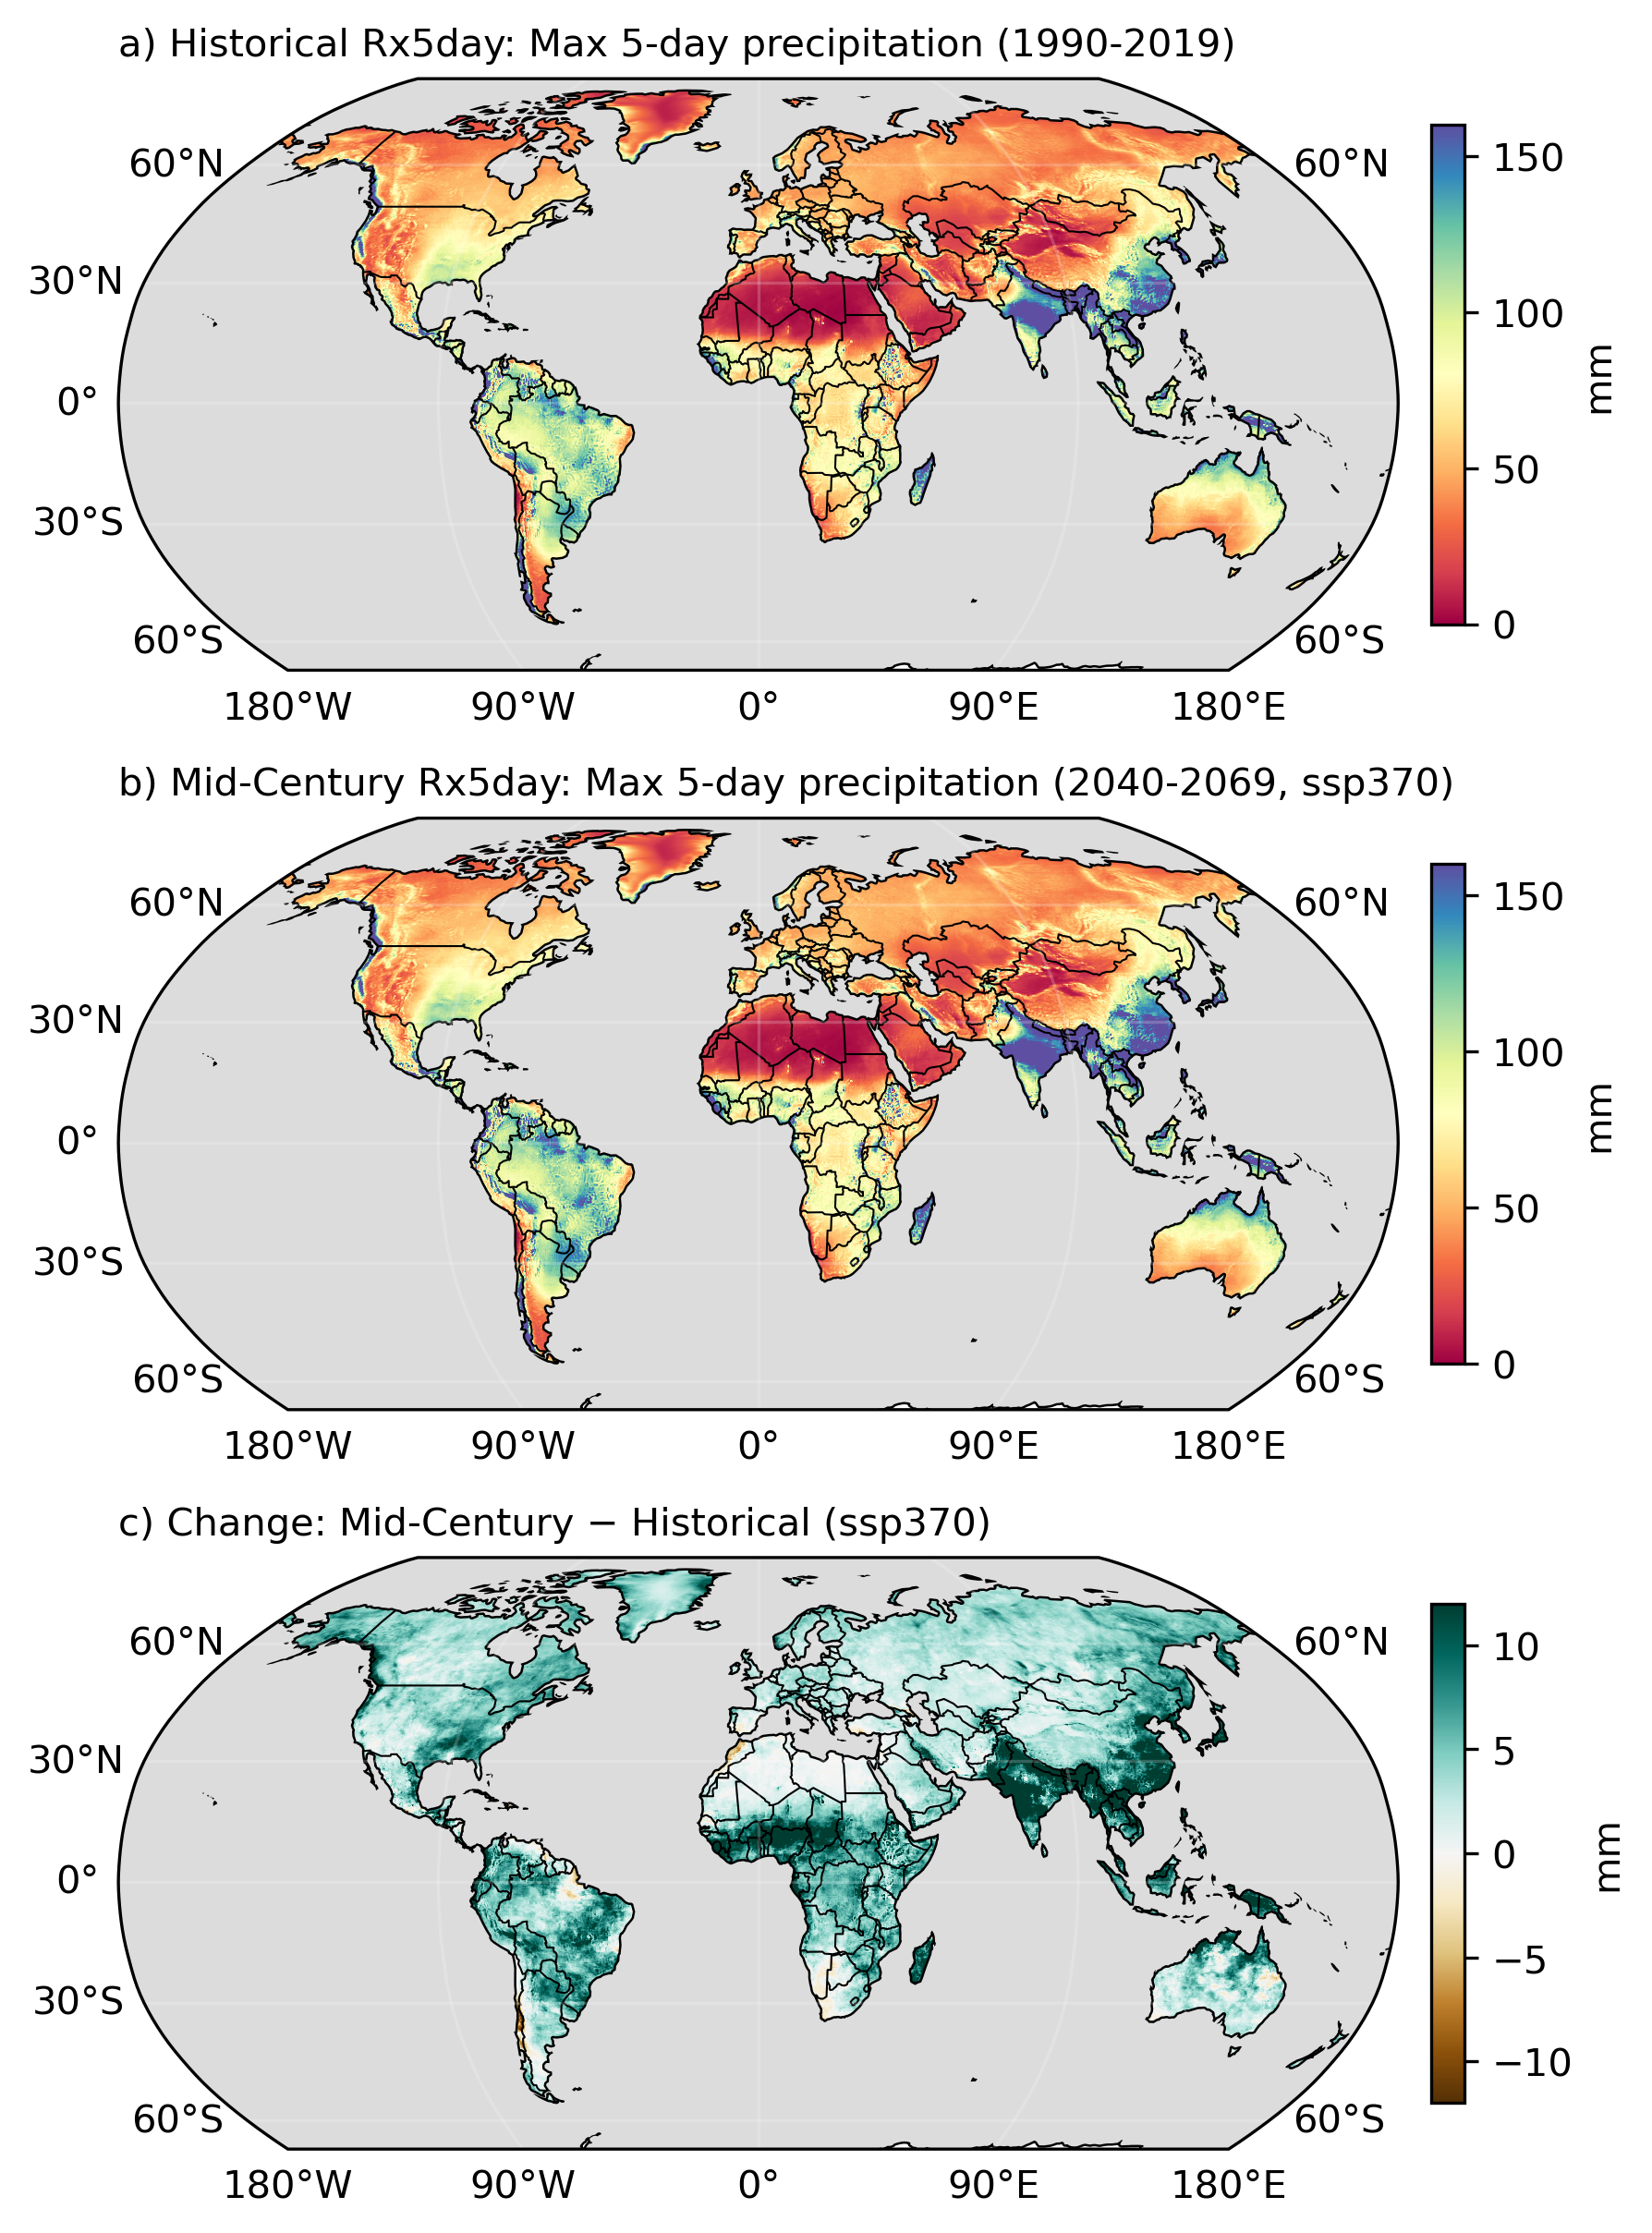 a) Historical Rx5day: Max 5-day precipitation (1990-2019)
60°N
60°N
30°N
0°
30°S
60°S
60°S
180°W 90°W 0° 90°E 180°E
150
100
50
0
mm
b) Mid-Century Rx5day: Max 5-day precipitation (2040-2069, ssp370)
60°N
60°N
30°N
0°
30°S
60°S
60°S
180°W 90°W 0° 90°E 180°E
150
100
50
0
mm
c) Change: Mid-Century − Historical (ssp370)
60°N
60°N
30°N
0°
30°S
60°S
60°S
180°W 90°W 0° 90°E 180°E
10
5
0
−5
−10
mm